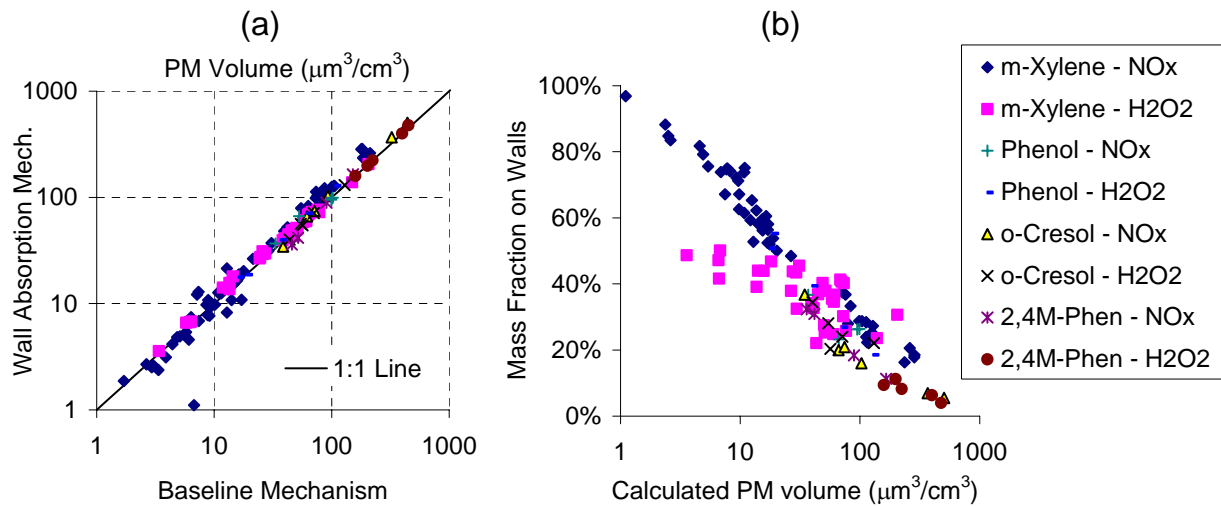 (a)
PM Volume (μm³/cm³)
Wall Absorption Mech.
1000
100
10
1
1:1 Line
1 10 100 1000
Baseline Mechanism
(b)
Mass Fraction on Walls
100%
80%
60%
40%
20%
0%
1 10 100 1000
Calculated PM volume (μm³/cm³)
m-Xylene - NOx
m-Xylene - H2O2
Phenol - NOx
Phenol - H2O2
o-Cresol - NOx
o-Cresol - H2O2
2,4M-Phen - NOx
2,4M-Phen - H2O2